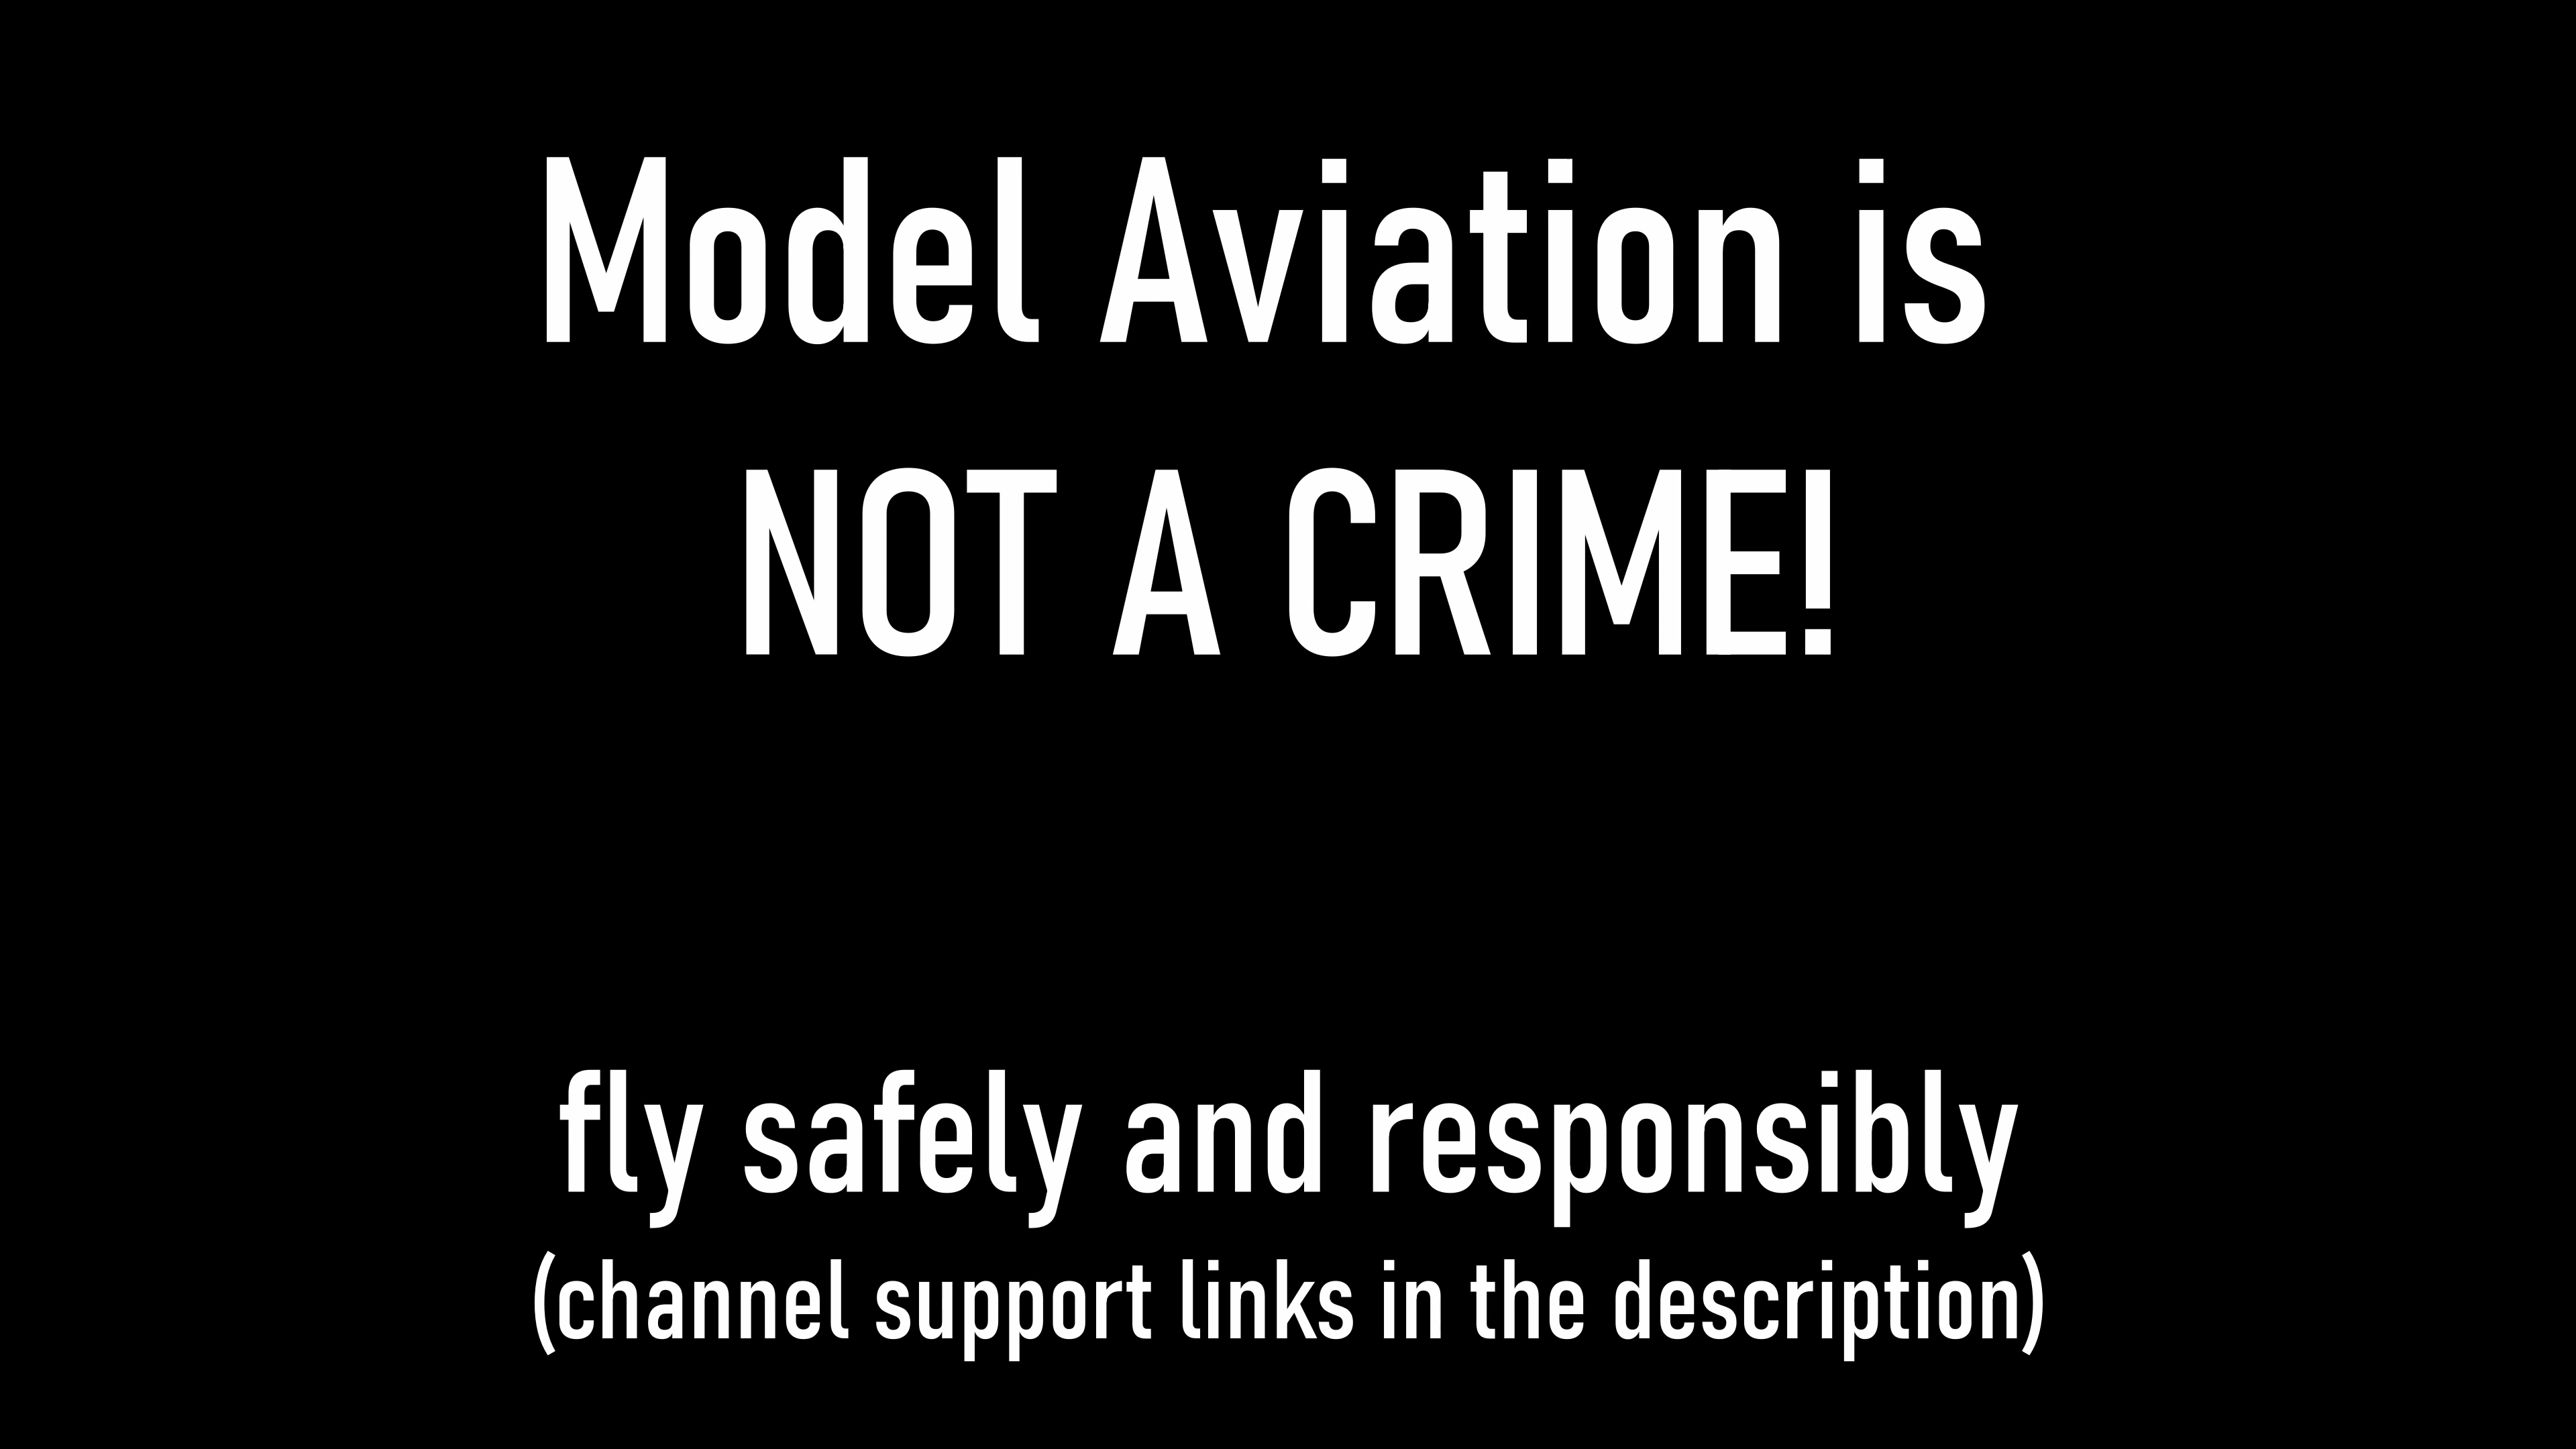 Model Aviation is
NOT A CRIME!
fly safely and responsibly
(channel support links in the description)